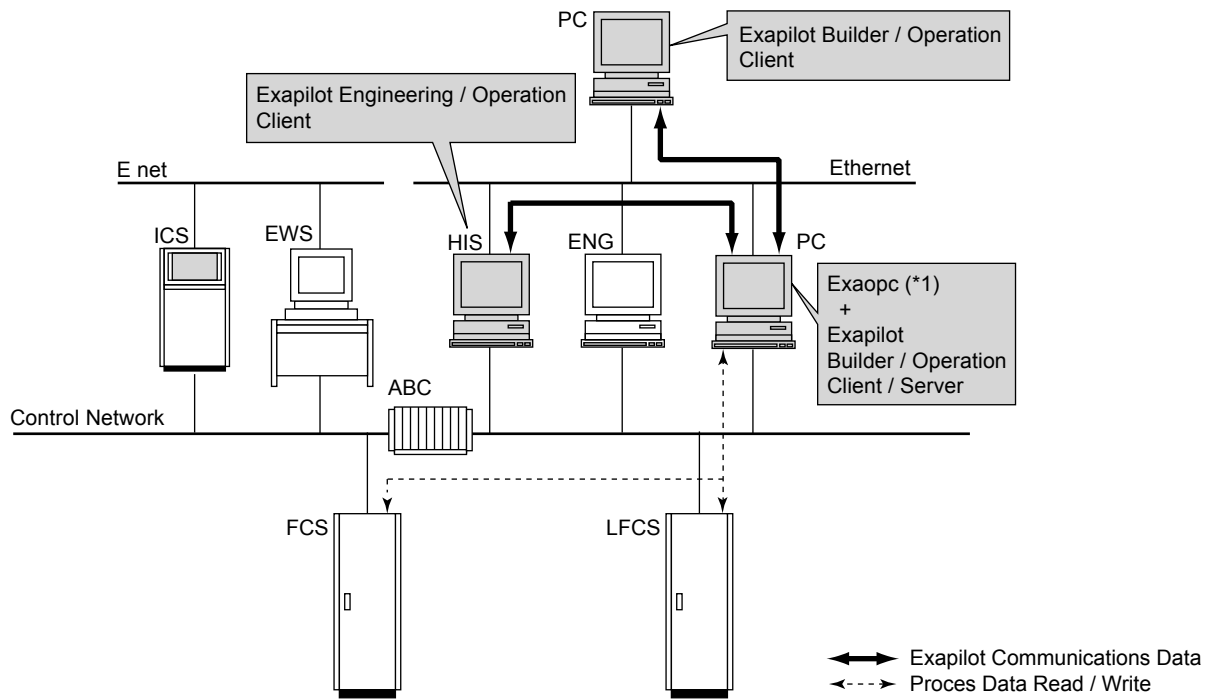 PC
Exapilot Builder / Operation
Client
Exapilot Engineering / Operation
Client
E net
Ethernet
ICS
EWS
HIS
ENG
PC
Exaopc (*1)
+
Exapilot
Builder / Operation
Client / Server
ABC
Control Network
FCS
LFCS
Exapilot Communications Data
Proces Data Read / Write